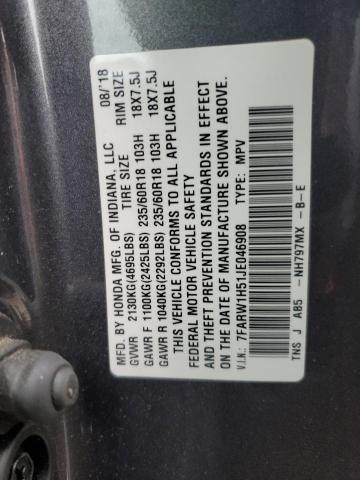 MFD. BY HONDA MFG. OF INDIANA, LLC 08/'18
TIRE SIZE RIM SIZE
GVWR 2130KG(4695LBS)
GAWR F 1100KG(2425LBS) 235/60R18 103H 18X7.5J
GAWR R 1040KG(2292LBS) 235/60R18 103H 18X7.5J
THIS VEHICLE CONFORMS TO ALL APPLICABLE
FEDERAL MOTOR VEHICLE SAFETY
AND THEFT PREVENTION STANDARDS IN EFFECT
ON THE DATE OF MANUFACTURE SHOWN ABOVE.
V.I.N.: 7FARW1H51JE046908 TYPE: MPV
TNS J A85 -NH797MX -B-E